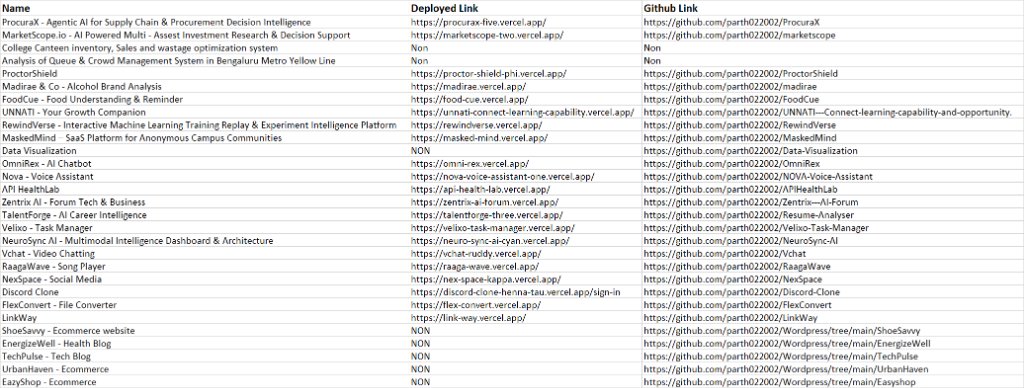 Name Deployed Link Github Link
ProcuraX - Agentic AI for Supply Chain & Procurement Decision Intelligence https://procurax-five.vercel.app/ https://github.com/parth022002/ProcuraX
MarketScope.io - AI Powered Multi - Assest Investment Research & Decision Support https://marketscope-two.vercel.app/ https://github.com/parth022002/marketscope
College Canteen inventory, Sales and wastage optimization system Non Non
Analysis of Queue & Crowd Management System in Bengaluru Metro Yellow Line Non Non
ProctorShield https://proctor-shield-phi.vercel.app/ https://github.com/parth022002/ProctorShield
Madirae & Co - Alcohol Brand Analysis https://madirae.vercel.app/ https://github.com/parth022002/madirae
FoodCue - Food Understanding & Reminder https://food-cue.vercel.app/ https://github.com/parth022002/FoodCue
UNNATI - Your Growth Companion https://unnati-connect-learning-capability.vercel.app/ https://github.com/parth022002/UNNATI---Connect-learning-capability-and-opportunity.
RewindVerse - Interactive Machine Learning Training Replay & Experiment Intelligence Platform https://rewindverse.vercel.app/ https://github.com/parth022002/RewindVerse
MaskedMind – SaaS Platform for Anonymous Campus Communities https://masked-mind.vercel.app/ https://github.com/parth022002/MaskedMind
Data Visualization NON https://github.com/parth022002/Data-Visualization
OmniRex - AI Chatbot https://omni-rex.vercel.app/ https://github.com/parth022002/OmniRex
Nova - Voice Assistant https://nova-voice-assistant-one.vercel.app/ https://github.com/parth022002/NOVA-Voice-Assistant
API HealthLab https://api-health-lab.vercel.app/ https://github.com/parth022002/APIHealthLab
Zentrix AI - Forum Tech & Business https://zentrix-ai-forum.vercel.app/ https://github.com/parth022002/Zentrix---AI-Forum
TalentForge - AI Career Intelligence https://talentforge-three.vercel.app/ https://github.com/parth022002/Resume-Analyser
Velixo - Task Manager https://velixo-task-manager.vercel.app/ https://github.com/parth022002/Velixo-Task-Manager
NeuroSync AI - Multimodal Intelligence Dashboard & Architecture https://neuro-sync-ai-cyan.vercel.app/ https://github.com/parth022002/NeuroSync-AI
Vchat - Video Chatting https://vchat-ruddy.vercel.app/ https://github.com/parth022002/Vchat
RaagaWave - Song Player https://raaga-wave.vercel.app/ https://github.com/parth022002/RaagaWave
NexSpace - Social Media https://nex-space-kappa.vercel.app/ https://github.com/parth022002/NexSpace
Discord Clone https://discord-clone-henna-tau.vercel.app/sign-in https://github.com/parth022002/Discord-Clone
FlexConvert - File Converter https://flex-convert.vercel.app/ https://github.com/parth022002/FlexConvert
LinkWay https://link-way.vercel.app/ https://github.com/parth022002/LinkWay
ShoeSavvy - Ecommerce website NON https://github.com/parth022002/Wordpress/tree/main/ShoeSavvy
EnergizeWell - Health Blog NON https://github.com/parth022002/Wordpress/tree/main/EnergizeWell
TechPulse - Tech Blog NON https://github.com/parth022002/Wordpress/tree/main/TechPulse
UrbanHaven - Ecommerce NON https://github.com/parth022002/Wordpress/tree/main/UrbanHaven
EazyShop - Ecommerce NON https://github.com/parth022002/Wordpress/tree/main/Easyshop